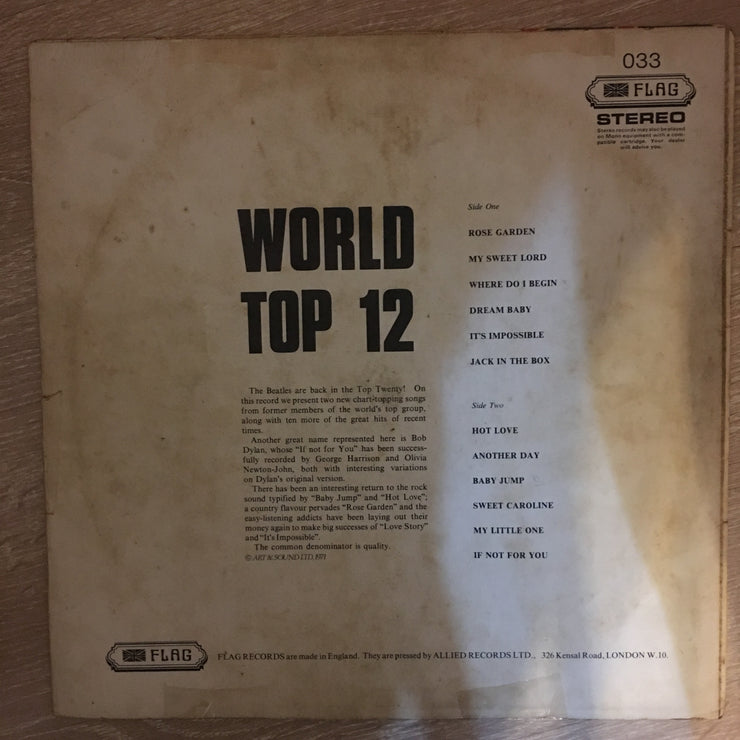 033
FLAG
STEREO
Stereo records may also be played
on Mono equipment with a com-
patible cartridge. Your dealer
will advise you.
WORLD
TOP 12
The Beatles are back in the Top Twenty! On
this record we present two new chart-topping songs
from former members of the world's top group,
along with ten more of the great hits of recent
times.
Another great name represented here is Bob
Dylan, whose "If not for You" has been success-
fully recorded by George Harrison and Olivia
Newton-John, both with interesting variations
on Dylan's original version.
There has been an interesting return to the rock
sound typified by "Baby Jump" and "Hot Love";
a country flavour pervades "Rose Garden" and the
easy-listening addicts have been laying out their
money again to make big successes of "Love Story"
and "It's Impossible".
The common denominator is quality.
© ART & SOUND LTD, 1971
Side One
ROSE GARDEN
MY SWEET LORD
WHERE DO I BEGIN
DREAM BABY
IT'S IMPOSSIBLE
JACK IN THE BOX
Side Two
HOT LOVE
ANOTHER DAY
BABY JUMP
SWEET CAROLINE
MY LITTLE ONE
IF NOT FOR YOU
FLAG
FLAG RECORDS are made in England. They are pressed by ALLIED RECORDS LTD., 326 Kensal Road, LONDON W.10.